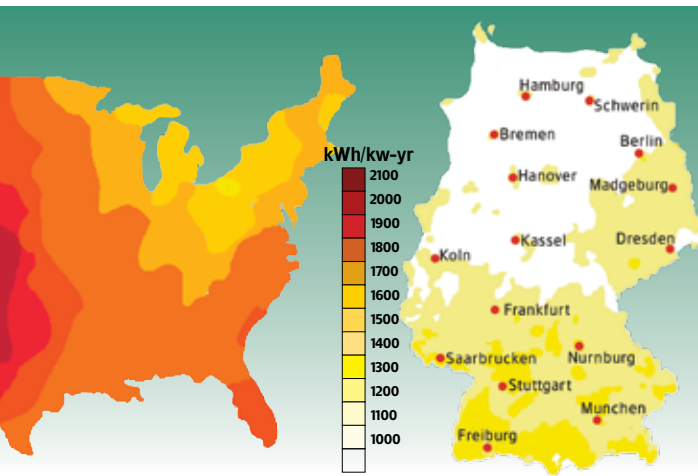 kWh/kw-yr
2100
2000
1900
1800
1700
1600
1500
1400
1300
1200
1100
1000
Hamburg
Schwerin
Bremen
Berlin
Hanover
Madgeburg
Kassel
Dresden
Koln
Frankfurt
Saarbrucken
Nurnburg
Stuttgart
Munchen
Freiburg